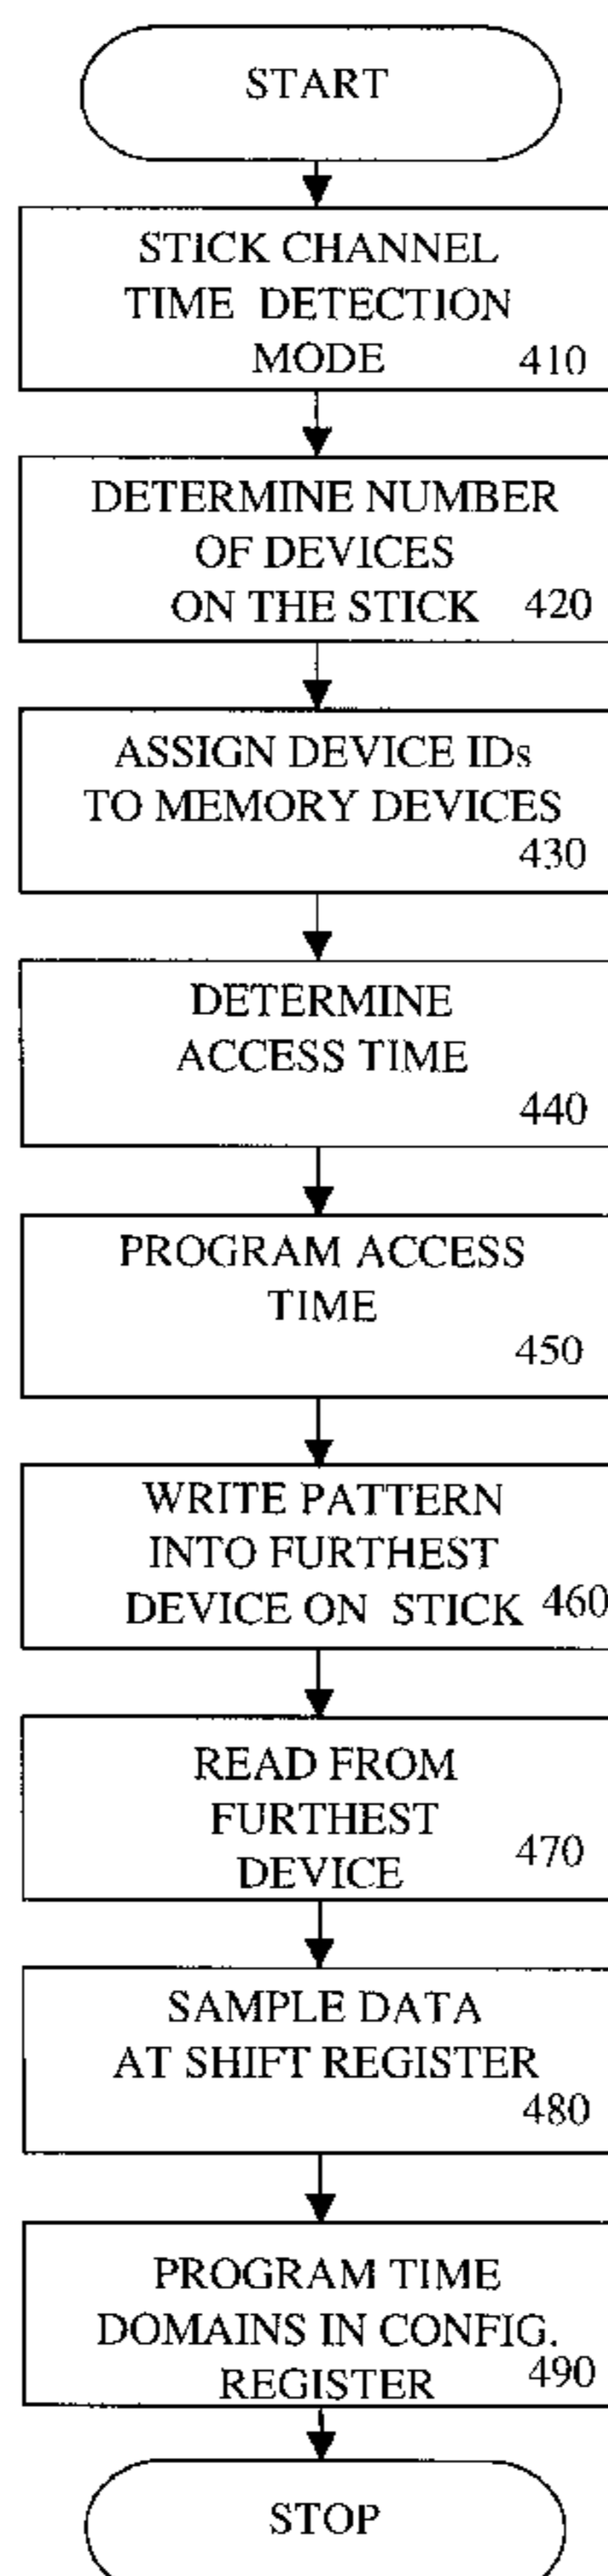 START
STICK CHANNEL
TIME DETECTION
MODE 410
DETERMINE NUMBER
OF DEVICES
ON THE STICK 420
ASSIGN DEVICE IDs
TO MEMORY DEVICES
430
DETERMINE
ACCESS TIME
440
PROGRAM ACCESS
TIME
450
WRITE PATTERN
INTO FURTHEST
DEVICE ON STICK 460
READ FROM
FURTHEST
DEVICE 470
SAMPLE DATA
AT SHIFT REGISTER
480
PROGRAM TIME
DOMAINS IN CONFIG.
REGISTER 490
STOP